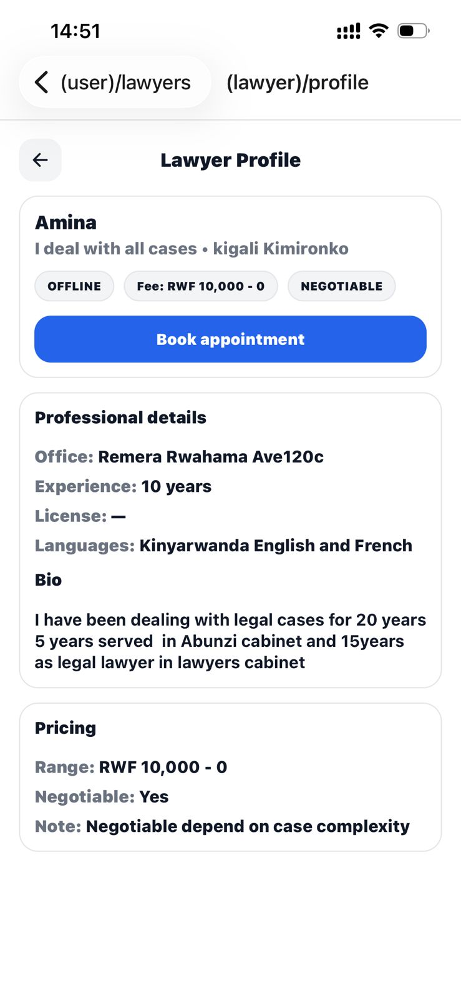 14:51
(user)/lawyers (lawyer)/profile
Lawyer Profile
Amina
I deal with all cases • kigali Kimironko
OFFLINE Fee: RWF 10,000 - 0 NEGOTIABLE
Book appointment
Professional details
Office: Remera Rwahama Ave120c
Experience: 10 years
License: —
Languages: Kinyarwanda English and French
Bio
I have been dealing with legal cases for 20 years
5 years served  in Abunzi cabinet and 15years
as legal lawyer in lawyers cabinet
Pricing
Range: RWF 10,000 - 0
Negotiable: Yes
Note: Negotiable depend on case complexity